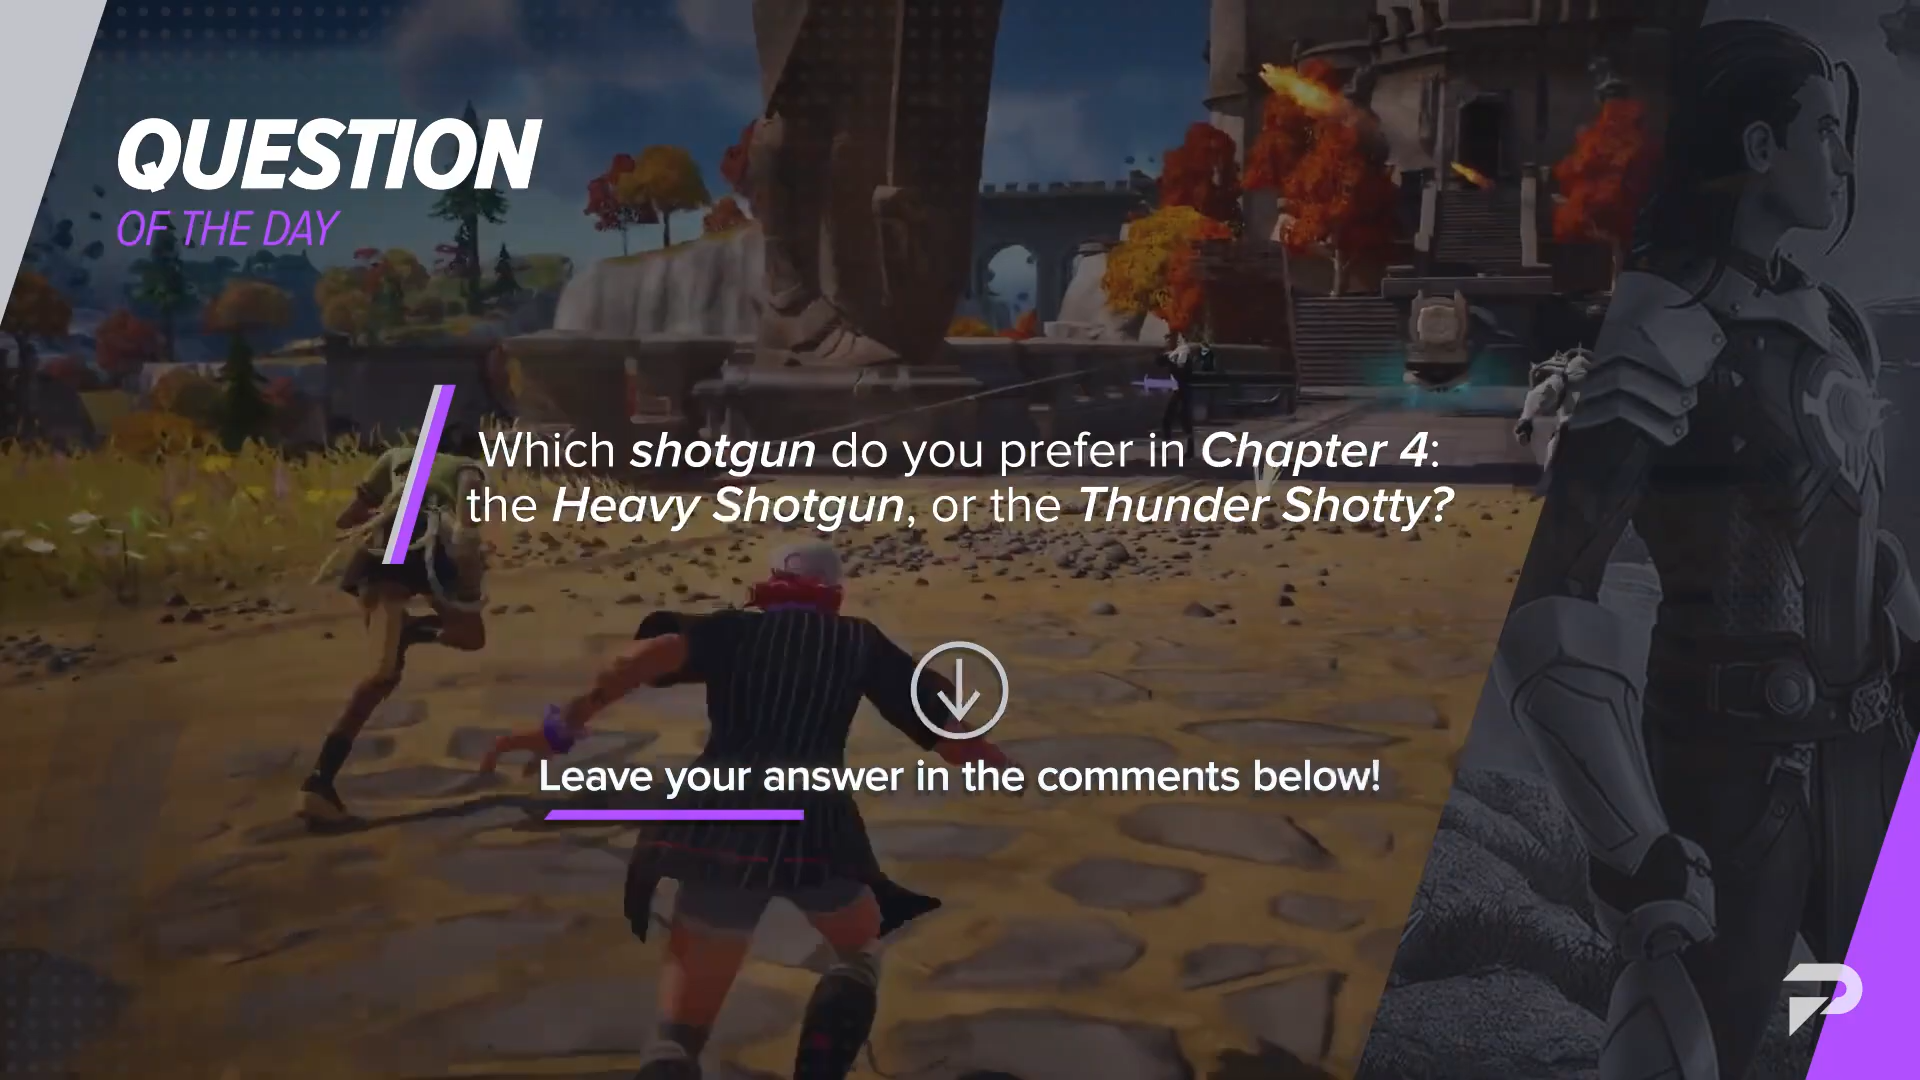 QUESTION
OF THE DAY
Which shotgun do you prefer in Chapter 4:
the Heavy Shotgun, or the Thunder Shotty?
Leave your answer in the comments below!